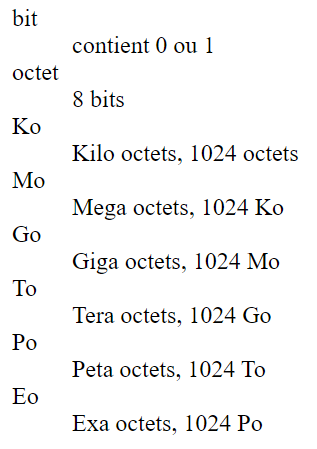 bit
contient 0 ou 1
octet
8 bits
Ko
Kilo octets, 1024 octets
Mo
Mega octets, 1024 Ko
Go
Giga octets, 1024 Mo
To
Tera octets, 1024 Go
Po
Peta octets, 1024 To
Eo
Exa octets, 1024 Po